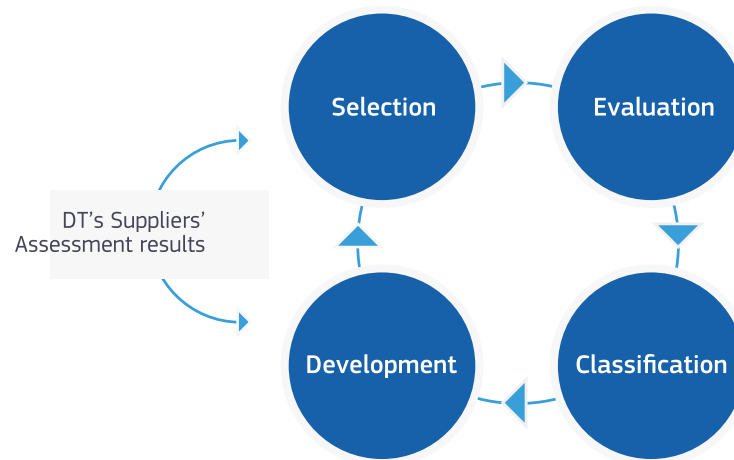 Selection
Evaluation
DT’s Suppliers’
Assessment results
Development
Classification